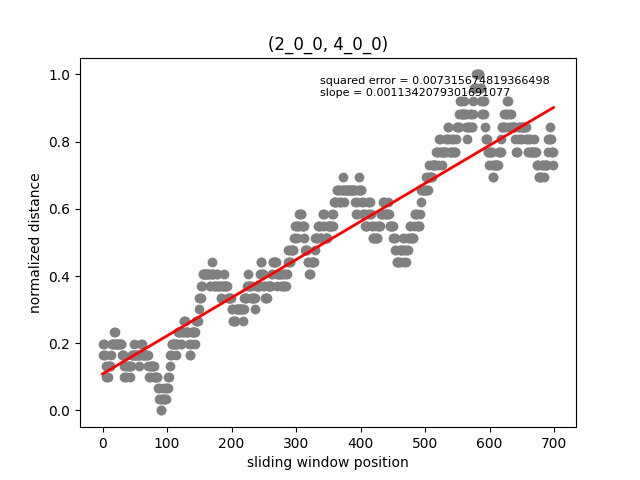 (2_0_0, 4_0_0)
squared error = 0.007315674819366498
slope = 0.0011342079301691077
normalized distance
1.0
0.8
0.6
0.4
0.2
0.0
0 100 200 300 400 500 600 700
sliding window position